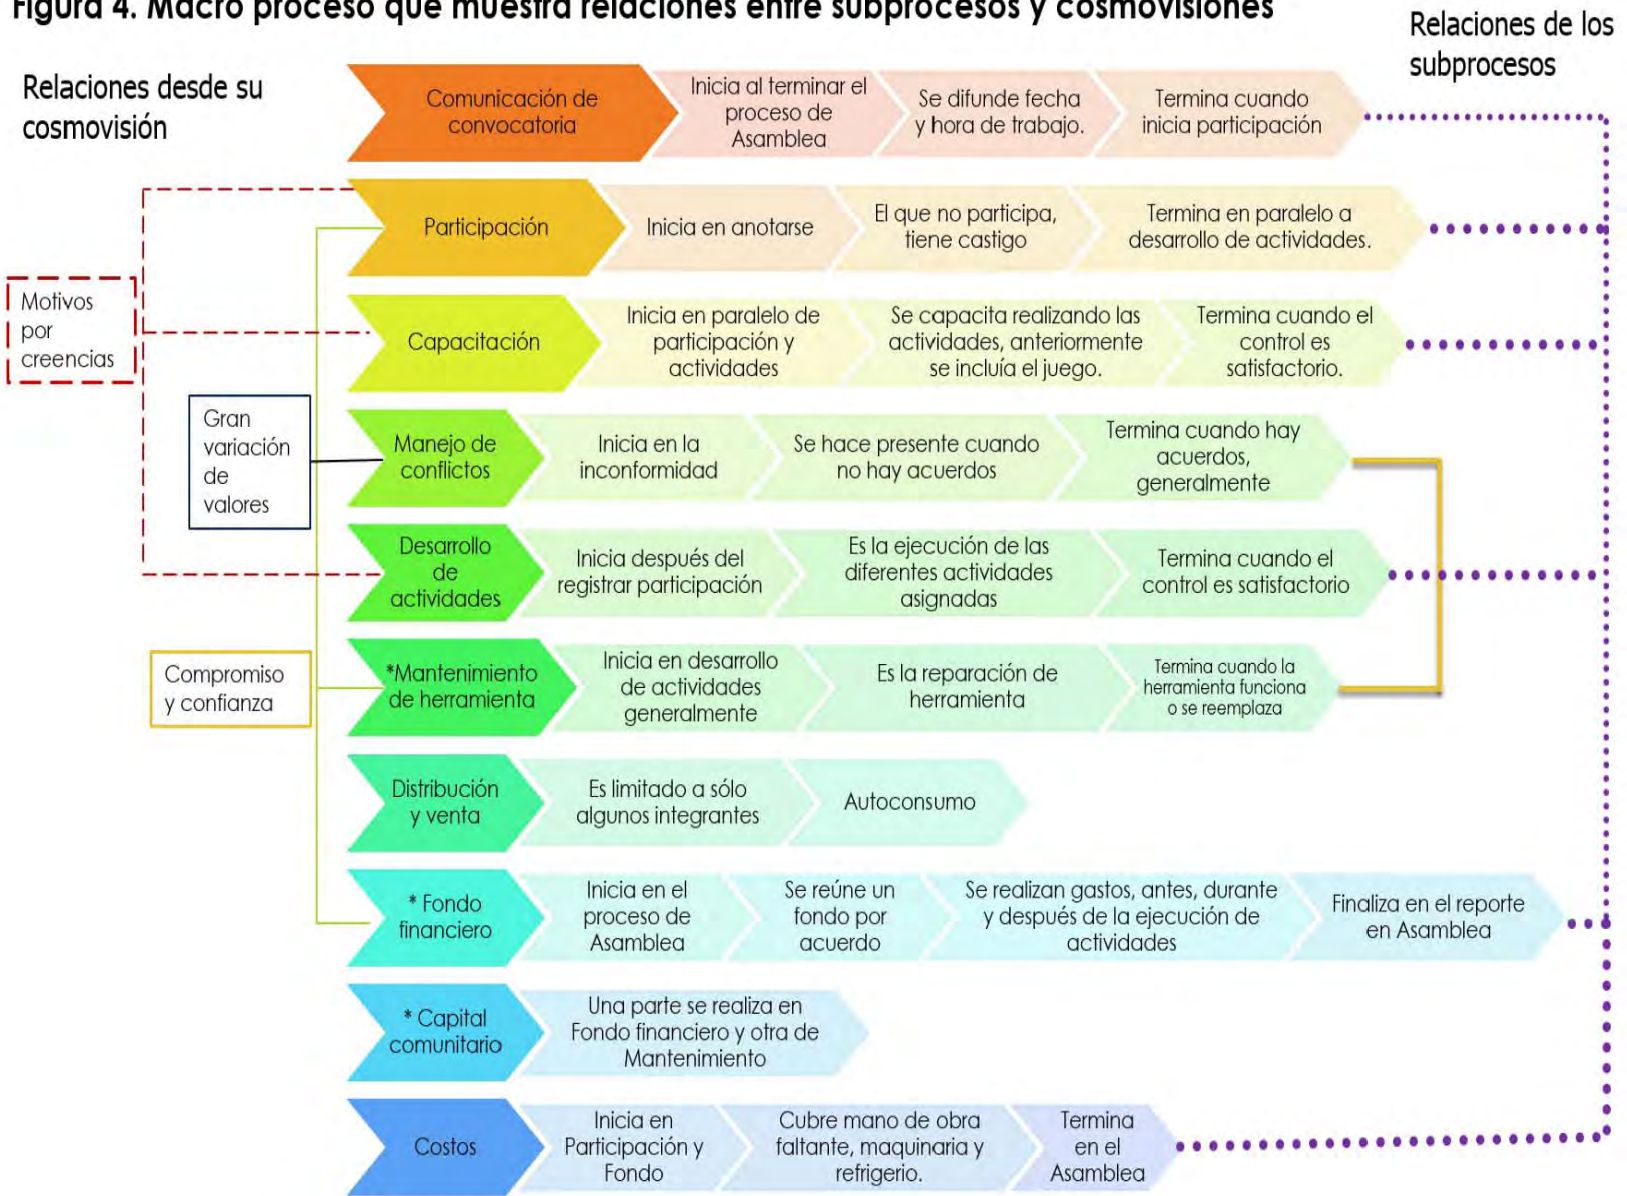 Figura 4. Macro proceso que muestra relaciones entre subprocesos y cosmovisiones
Relaciones de los
subprocesos
Relaciones desde su
cosmovisión
Comunicación de
convocatoria
Inicia al terminar el
proceso de
Asamblea
Se difunde fecha
y hora de trabajo.
Termina cuando
inicia participación
Participación
Inicia en anotarse
El que no participa,
tiene castigo
Termina en paralelo a
desarrollo de actividades.
Motivos
por
creencias
Capacitación
Inicia en paralelo de
participación y
actividades
Se capacita realizando las
actividades, anteriormente
se incluía el juego.
Termina cuando el
control es
satisfactorio.
Gran
variación
de
valores
Manejo de
conflictos
Inicia en la
inconformidad
Se hace presente cuando
no hay acuerdos
Termina cuando hay
acuerdos,
generalmente
Desarrollo
de
actividades
Inicia después del
registrar participación
Es la ejecución de las
diferentes actividades
asignadas
Termina cuando el
control es satisfactorio
Compromiso
y confianza
*Mantenimiento
de herramienta
Inicia en desarrollo
de actividades
generalmente
Es la reparación de
herramienta
Termina cuando la
herramienta funciona
o se reemplaza
Distribución
y venta
Es limitado a sólo
algunos integrantes
Autoconsumo
* Fondo
financiero
Inicia en el
proceso de
Asamblea
Se reúne un
fondo por
acuerdo
Se realizan gastos, antes, durante
y después de la ejecución de
actividades
Finaliza en el reporte
en Asamblea
* Capital
comunitario
Una parte se realiza en
Fondo financiero y otra de
Mantenimiento
Costos
Inicia en
Participación y
Fondo
Cubre mano de obra
faltante, maquinaria y
refrigerio.
Termina
en el
Asamblea